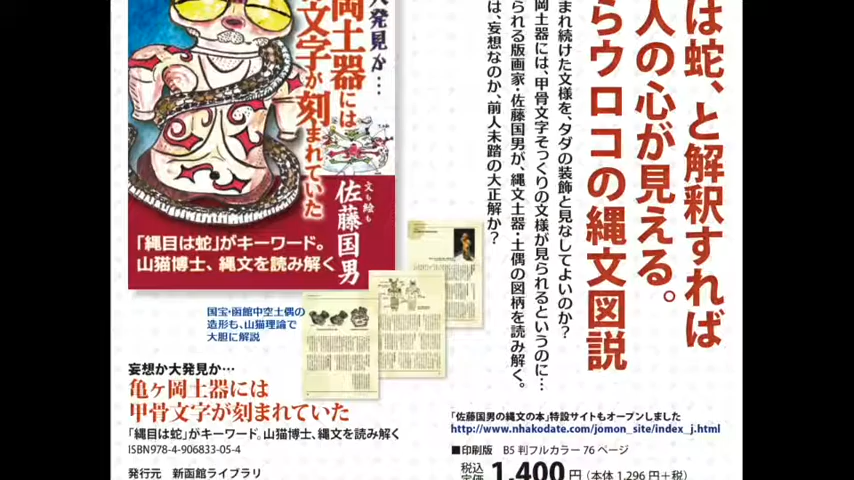 は蛇、と解釈すれば
人の心が見える。
らウロコの縄文図説
まれ続けた文様を、タダの装飾と見なしてよいのか?
岡土器には、甲骨文字そっくりの文様が見られるというのに…
られる版画家・佐藤国男が、縄文土器・土偶の図柄を読み解く。
は、妄想なのか、前人未踏の大正解か?
大発見か…
岡土器には
文字が刻まれていた
文も絵も
佐藤国男
「縄目は蛇」がキーワード。
山猫博士、縄文を読み解く
国宝・函館中空土偶の
造形も、山猫理論で
大胆に解説
妄想か大発見か…
亀ヶ岡土器には
甲骨文字が刻まれていた
「縄目は蛇」がキーワード。山猫博士、縄文を読み解く
ISBN978-4-906833-05-4
発行元 新函館ライブラリ
「佐藤国男の縄文の本」特設サイトもオープンしました
http://www.nhakodate.com/jomon_site/index_j.html
■印刷版 B5判フルカラー76ページ
税込
定価 1,400円(本体1,296円+税)